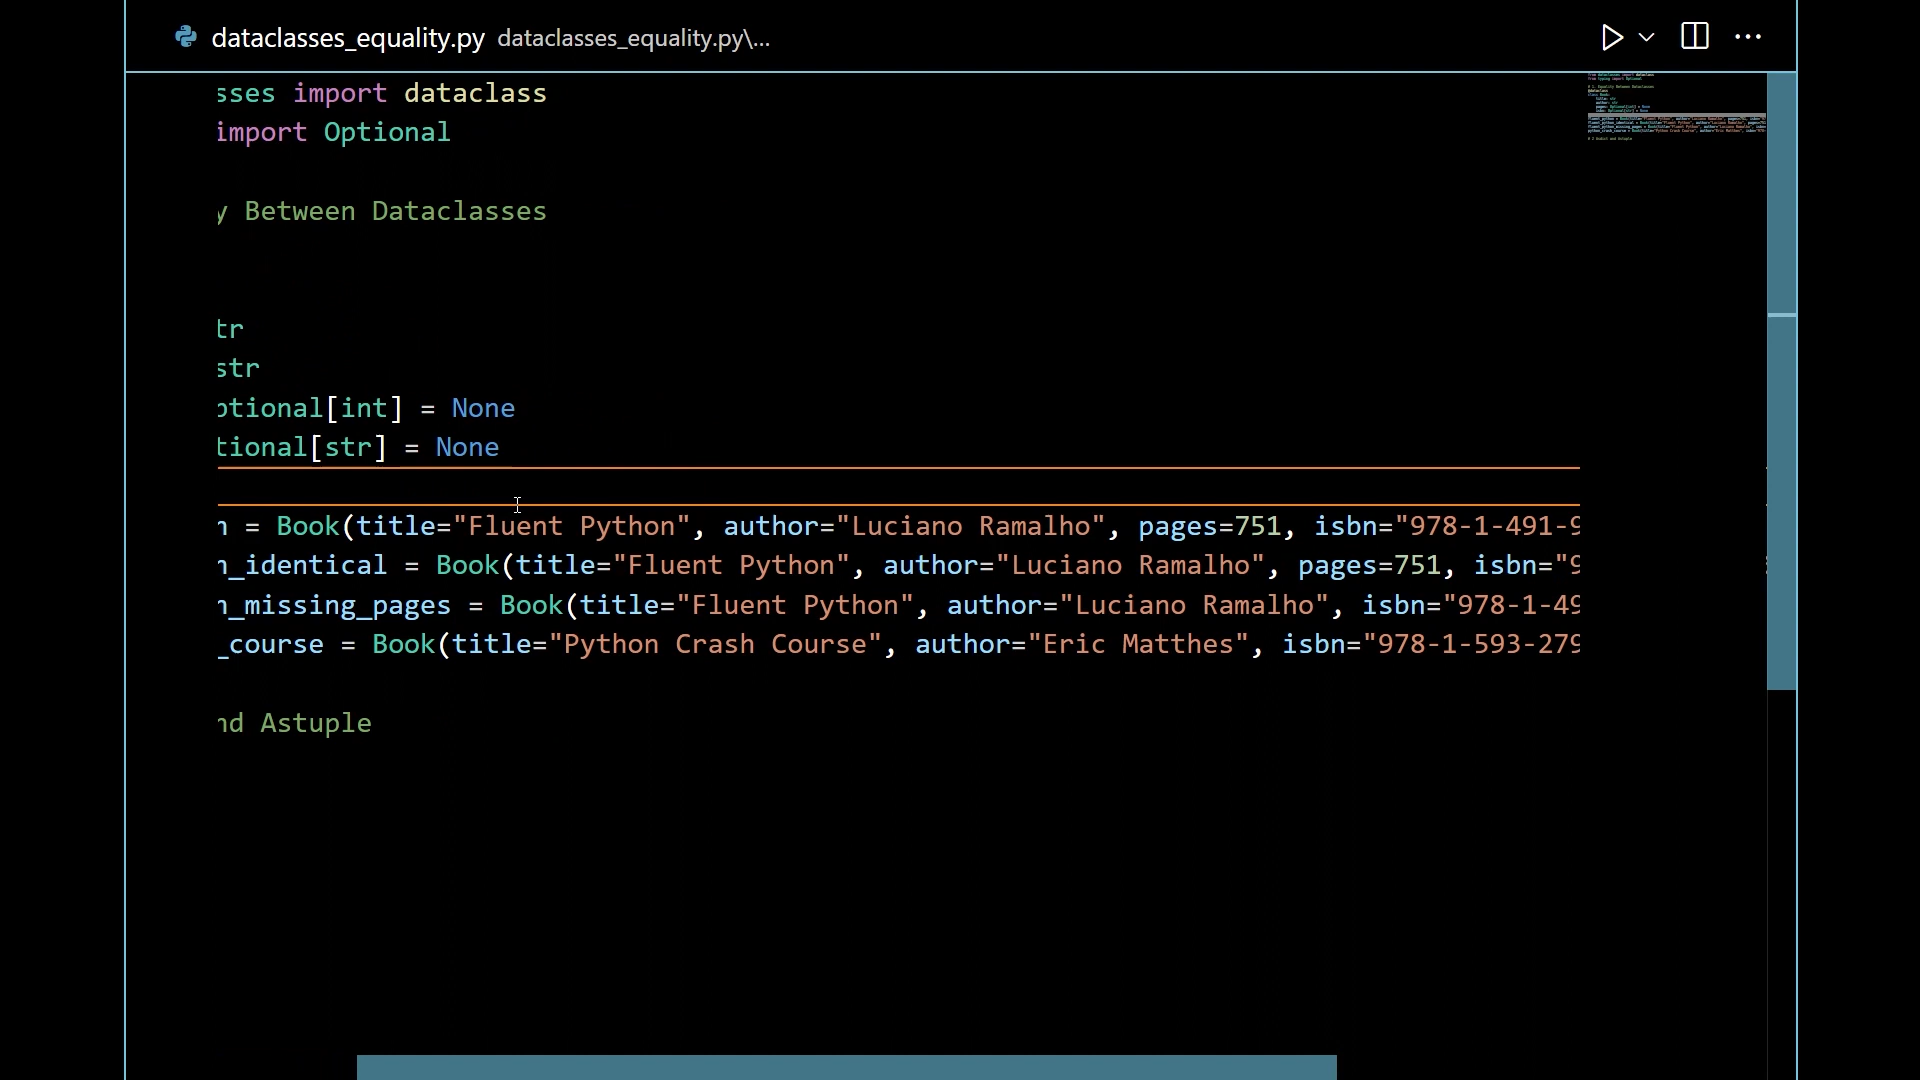 dataclasses_equality.py dataclasses_equality.py\...
sses import dataclass
import Optional
y Between Dataclasses
tr
str
ptional[int] = None
tional[str] = None
n = Book(title="Fluent Python", author="Luciano Ramalho", pages=751, isbn="978-1-491-9
n_identical = Book(title="Fluent Python", author="Luciano Ramalho", pages=751, isbn="9
n_missing_pages = Book(title="Fluent Python", author="Luciano Ramalho", isbn="978-1-49
_course = Book(title="Python Crash Course", author="Eric Matthes", isbn="978-1-593-279
nd Astuple